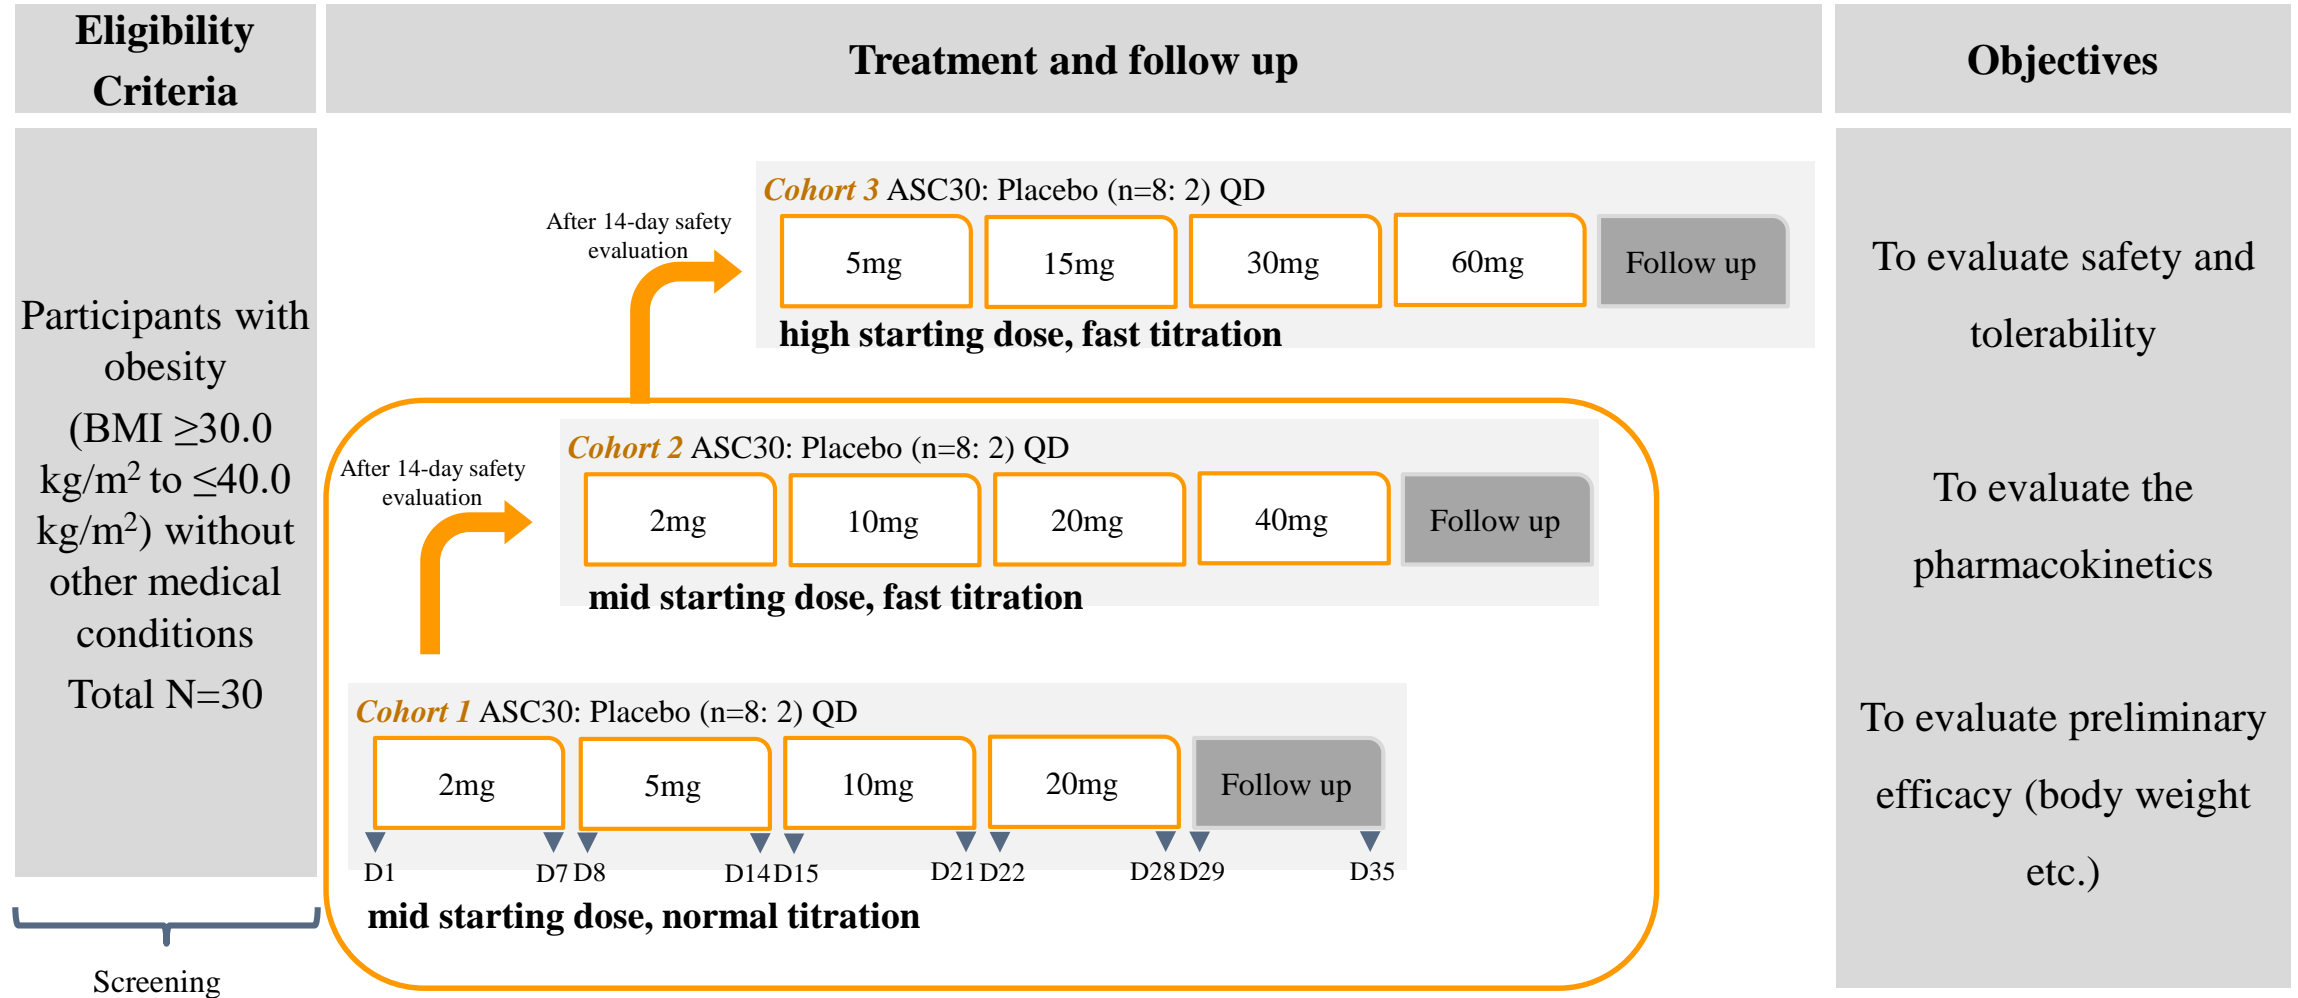 Eligibility
Criteria
Treatment and follow up
Objectives
Participants with
obesity
(BMI ≥30.0
kg/m² to ≤40.0
kg/m²) without
other medical
conditions
Total N=30
Screening
After 14-day safety
evaluation
Cohort 3 ASC30: Placebo (n=8: 2) QD
5mg
15mg
30mg
60mg
Follow up
high starting dose, fast titration
After 14-day safety
evaluation
Cohort 2 ASC30: Placebo (n=8: 2) QD
2mg
10mg
20mg
40mg
Follow up
mid starting dose, fast titration
Cohort 1 ASC30: Placebo (n=8: 2) QD
2mg
5mg
10mg
20mg
Follow up
D1
D7
D8
D14
D15
D21
D22
D28
D29
D35
mid starting dose, normal titration
To evaluate safety and
tolerability
To evaluate the
pharmacokinetics
To evaluate preliminary
efficacy (body weight
etc.)